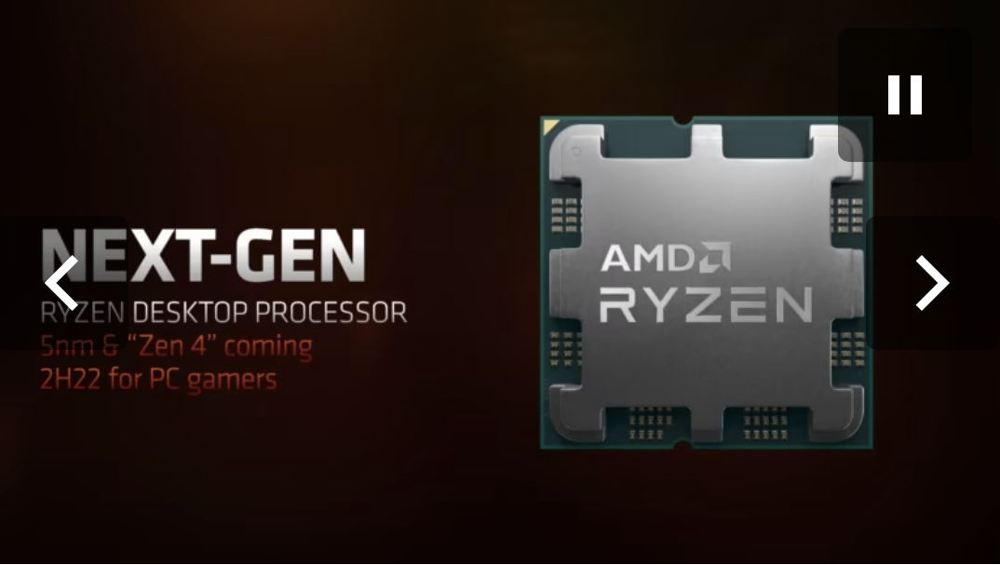 NEXT-GEN
RYZEN DESKTOP PROCESSOR
5nm & “Zen 4” coming
2H22 for PC gamers
AMD
RYZEN